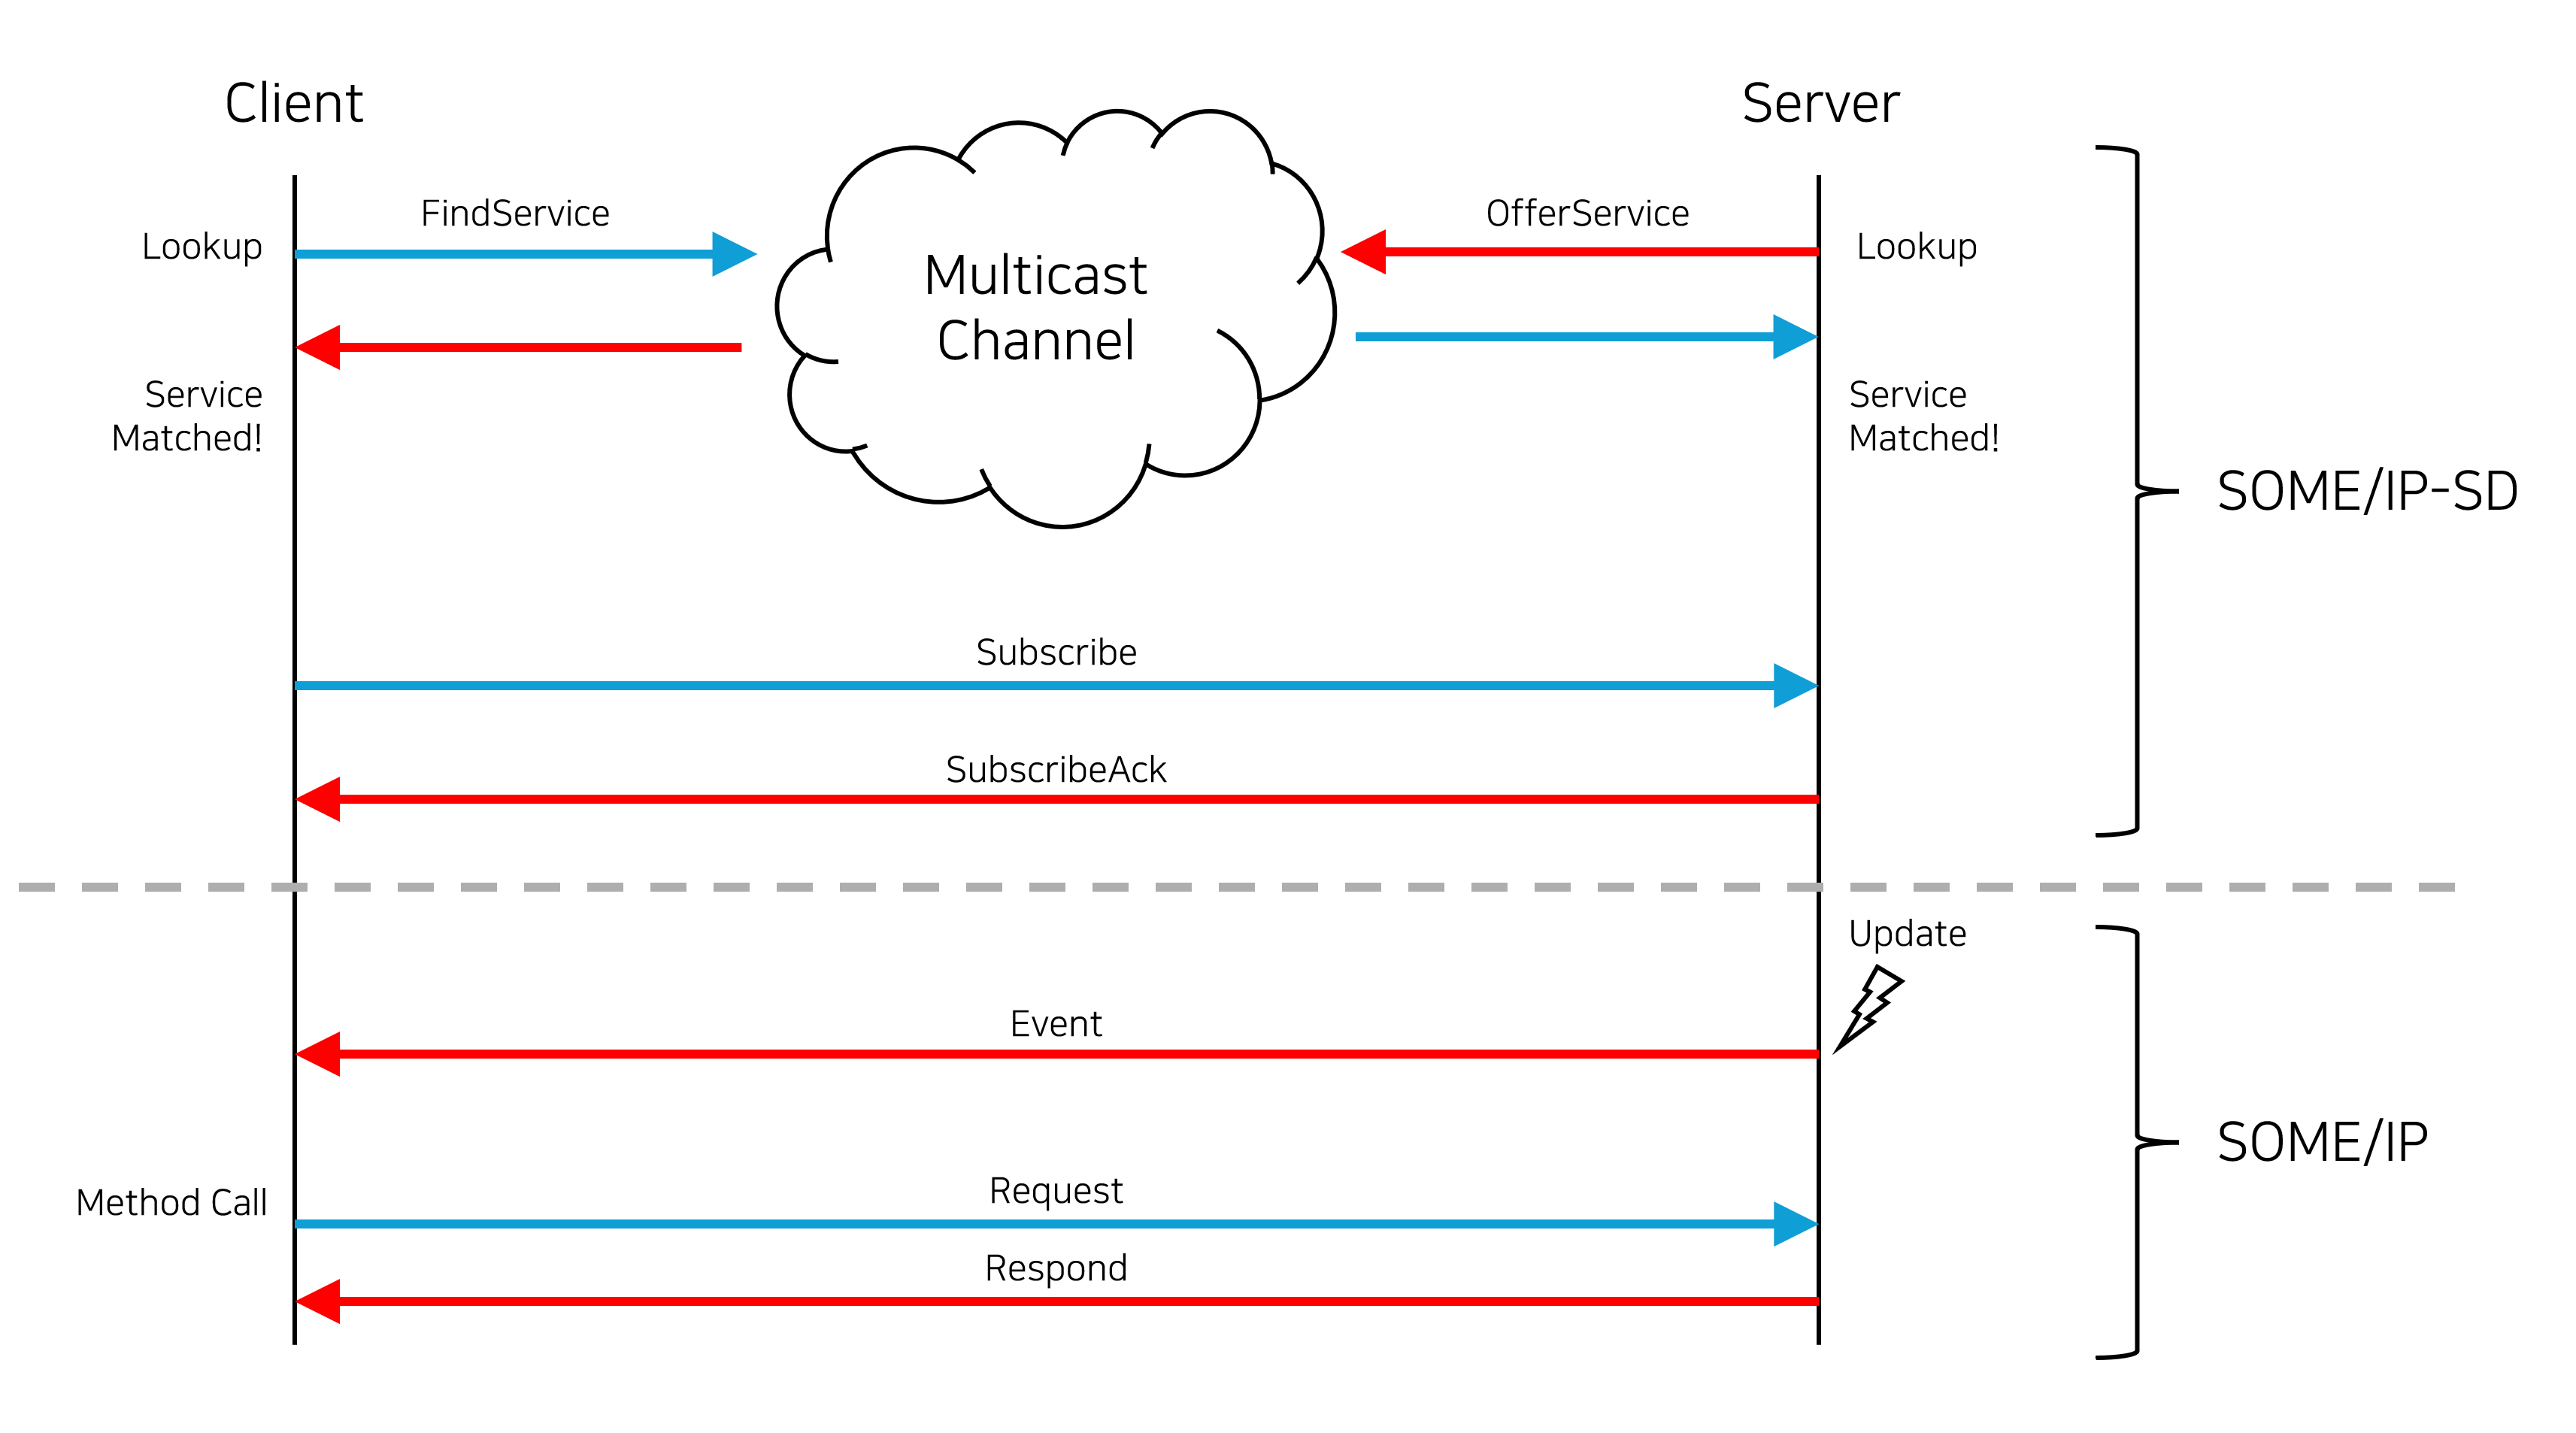 Client
Server
FindService
OfferService
Lookup
Lookup
Multicast
Channel
Service
Matched!
Service
Matched!
SOME/IP-SD
Subscribe
SubscribeAck
Update
Event
SOME/IP
Request
Method Call
Respond